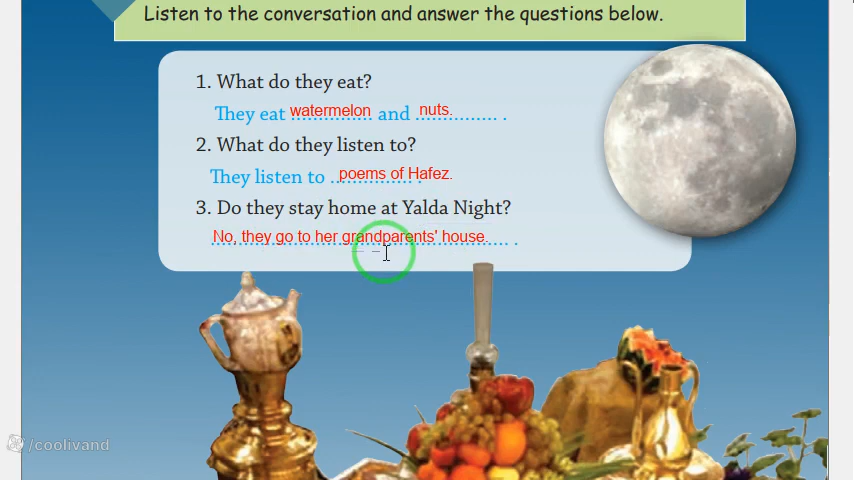 Listen to the conversation and answer the questions below.
1. What do they eat?
They eat watermelon and nuts. .
2. What do they listen to?
They listen to poems of Hafez. .
3. Do they stay home at Yalda Night?
No, they go to her grandparents' house. .
/coolivand